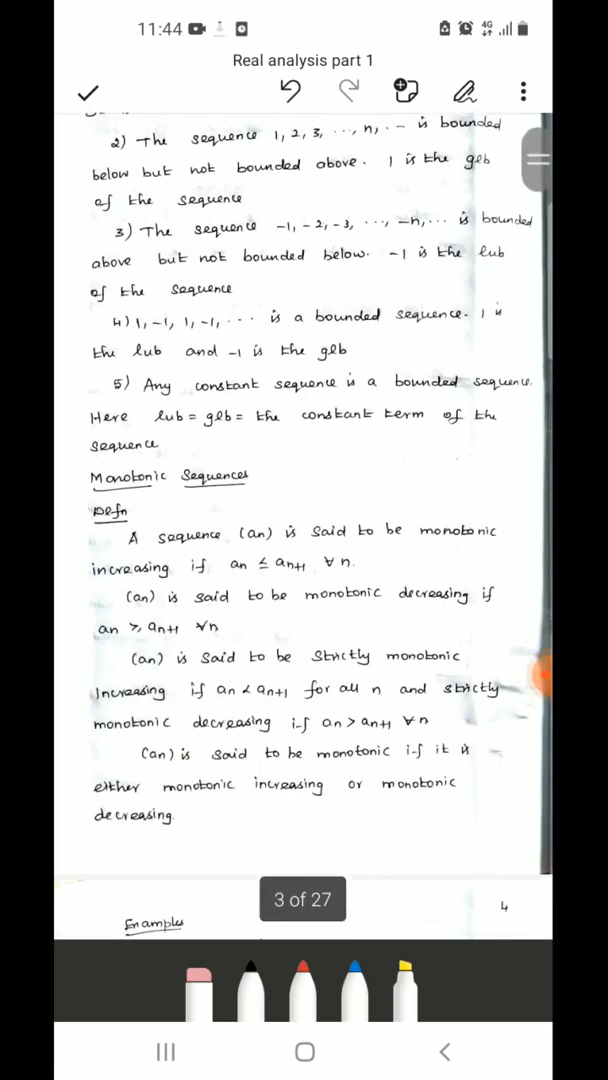 11:44
4G
Real analysis part 1
2) The sequence 1, 2, 3, ..., n, .- is bounded
below but not bounded above. 1 is the glb
of the sequence
3) The sequence -1, -2, -3, ..., -n, ... is bounded
above but not bounded below. -1 is the lub
of the sequence
4) 1, -1, 1, -1, ... is a bounded sequence. 1 is
the lub and -1 is the glb
5) Any constant sequence is a bounded sequence.
Here lub = glb = the constant term of the
sequence
Monotonic Sequences
Defn
A sequence (an) is said to be monotonic
increasing if an ≤ an+1 ∀ n.
(an) is said to be monotonic decreasing if
an ≥ an+1 ∀n
(an) is said to be strictly monotonic
increasing if an < an+1 for all n and strictly
monotonic decreasing if an > an+1 ∀n
(an) is said to be monotonic if it is
either monotonic increasing or monotonic
decreasing.
3 of 27
4
Examples